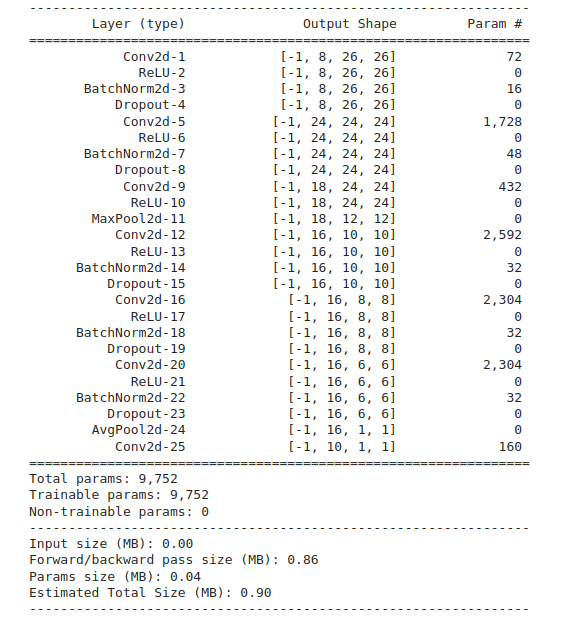 ----------------------------------------------------------------
        Layer (type)               Output Shape         Param #
================================================================
            Conv2d-1            [-1, 8, 26, 26]              72
              ReLU-2            [-1, 8, 26, 26]               0
       BatchNorm2d-3            [-1, 8, 26, 26]              16
           Dropout-4            [-1, 8, 26, 26]               0
            Conv2d-5           [-1, 24, 24, 24]           1,728
              ReLU-6           [-1, 24, 24, 24]               0
       BatchNorm2d-7           [-1, 24, 24, 24]              48
           Dropout-8           [-1, 24, 24, 24]               0
            Conv2d-9           [-1, 18, 24, 24]             432
             ReLU-10           [-1, 18, 24, 24]               0
        MaxPool2d-11           [-1, 18, 12, 12]               0
           Conv2d-12           [-1, 16, 10, 10]           2,592
             ReLU-13           [-1, 16, 10, 10]               0
      BatchNorm2d-14           [-1, 16, 10, 10]              32
          Dropout-15           [-1, 16, 10, 10]               0
           Conv2d-16             [-1, 16, 8, 8]           2,304
             ReLU-17             [-1, 16, 8, 8]               0
      BatchNorm2d-18             [-1, 16, 8, 8]              32
          Dropout-19             [-1, 16, 8, 8]               0
           Conv2d-20             [-1, 16, 6, 6]           2,304
             ReLU-21             [-1, 16, 6, 6]               0
      BatchNorm2d-22             [-1, 16, 6, 6]              32
          Dropout-23             [-1, 16, 6, 6]               0
        AvgPool2d-24             [-1, 16, 1, 1]               0
           Conv2d-25             [-1, 10, 1, 1]             160
================================================================
Total params: 9,752
Trainable params: 9,752
Non-trainable params: 0
----------------------------------------------------------------
Input size (MB): 0.00
Forward/backward pass size (MB): 0.86
Params size (MB): 0.04
Estimated Total Size (MB): 0.90
----------------------------------------------------------------